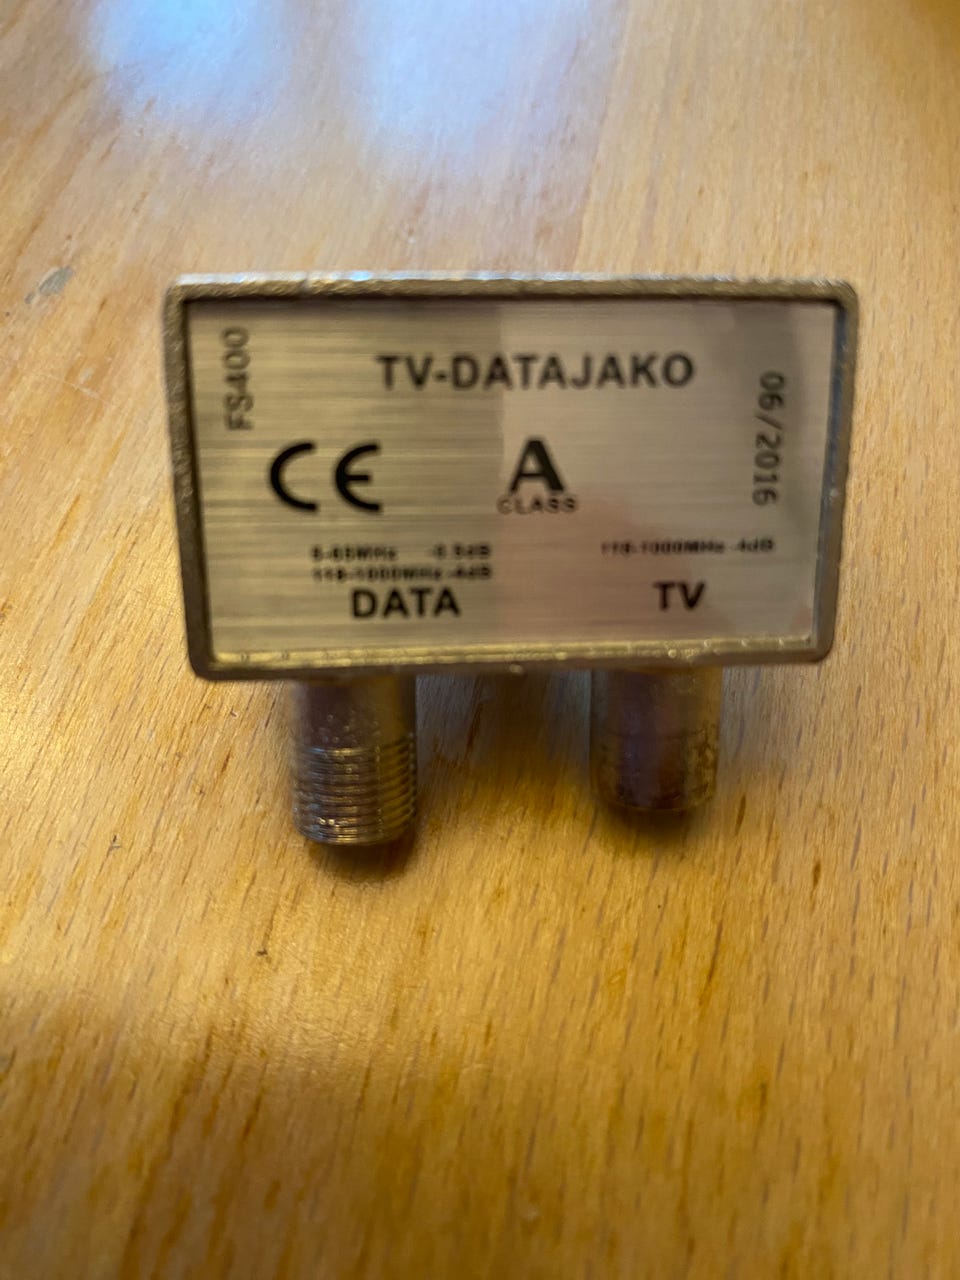 FS400
TV-DATAJAKO
06/2016
CE
A
CLASS
5-65MHz -0.5dB
118-1000MHz -4dB
DATA
118-1000MHz -4dB
TV